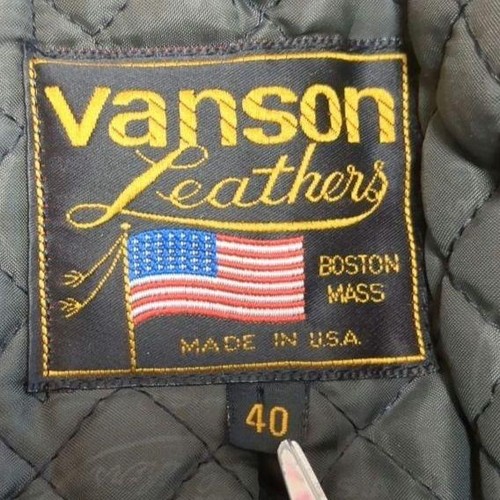 Vanson
Leathers
BOSTON
MASS
MADE IN U.S.A.
40